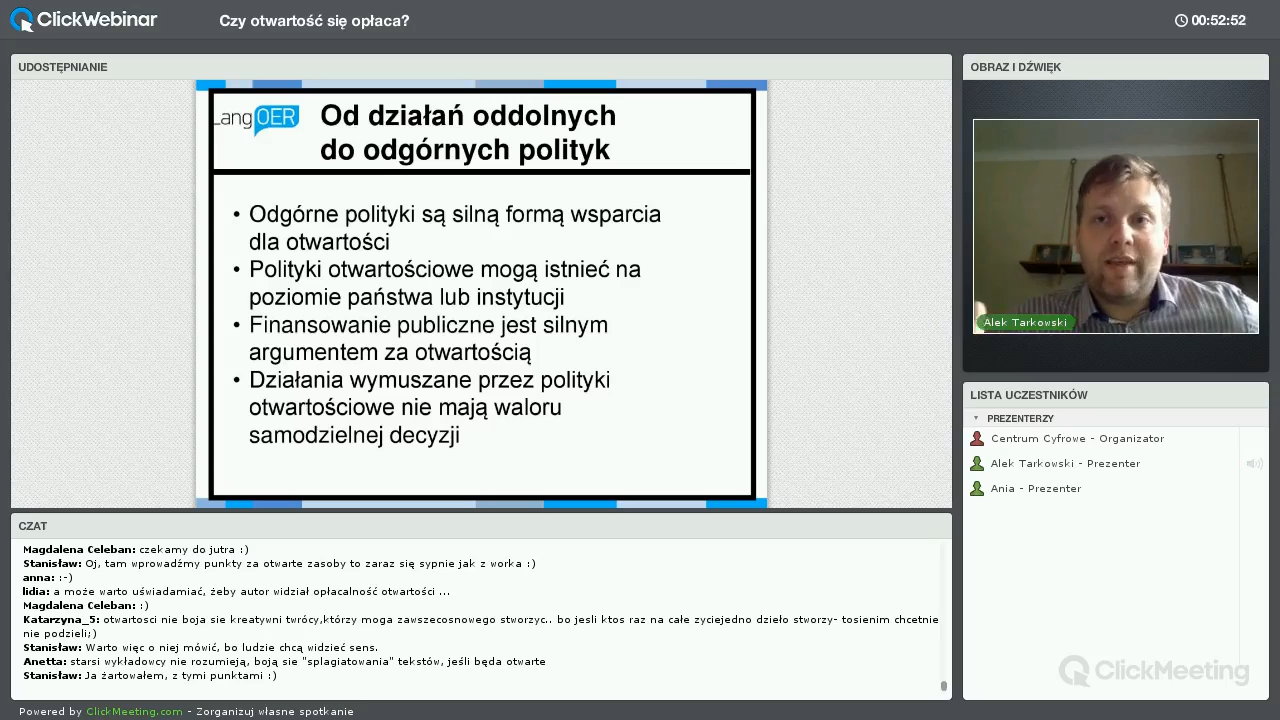 ClickWebinar
Czy otwartość się opłaca?
00:52:52
UDOSTĘPNIANIE
LangOER
Od działań oddolnych
do odgórnych polityk
• Odgórne polityki są silną formą wsparcia
dla otwartości
• Polityki otwartościowe mogą istnieć na
poziomie państwa lub instytucji
• Finansowanie publiczne jest silnym
argumentem za otwartością
• Działania wymuszane przez polityki
otwartościowe nie mają waloru
samodzielnej decyzji
OBRAZ I DŹWIĘK
Alek Tarkowski
LISTA UCZESTNIKÓW
PREZENTERZY
Centrum Cyfrowe - Organizator
Alek Tarkowski - Prezenter
Ania - Prezenter
CZAT
Magdalena Celeban: czekamy do jutra :)
Stanisław: Oj, tam wprowadźmy punkty za otwarte zasoby to zaraz się sypnie jak z worka :)
anna: :-)
lidia: a może warto uświadamiać, żeby autor widział opłacalność otwartości ...
Magdalena Celeban: :)
Katarzyna_5: otwartosci nie boja sie kreatywni twrócy,którzy moga zawszecosnowego stworzyc.. bo jesli ktos raz na całe zyciejedno dzieło stworzy- tosienim chcetnie
nie podzieli;)
Stanisław: Warto więc o niej mówić, bo ludzie chcą widzieć sens.
Anetta: starsi wykładowcy nie rozumieją, boją sie "splagiatowania" tekstów, jeśli będa otwarte
Stanisław: Ja żartowałem, z tymi punktami :)
ClickMeeting
Powered by ClickMeeting.com - Zorganizuj własne spotkanie